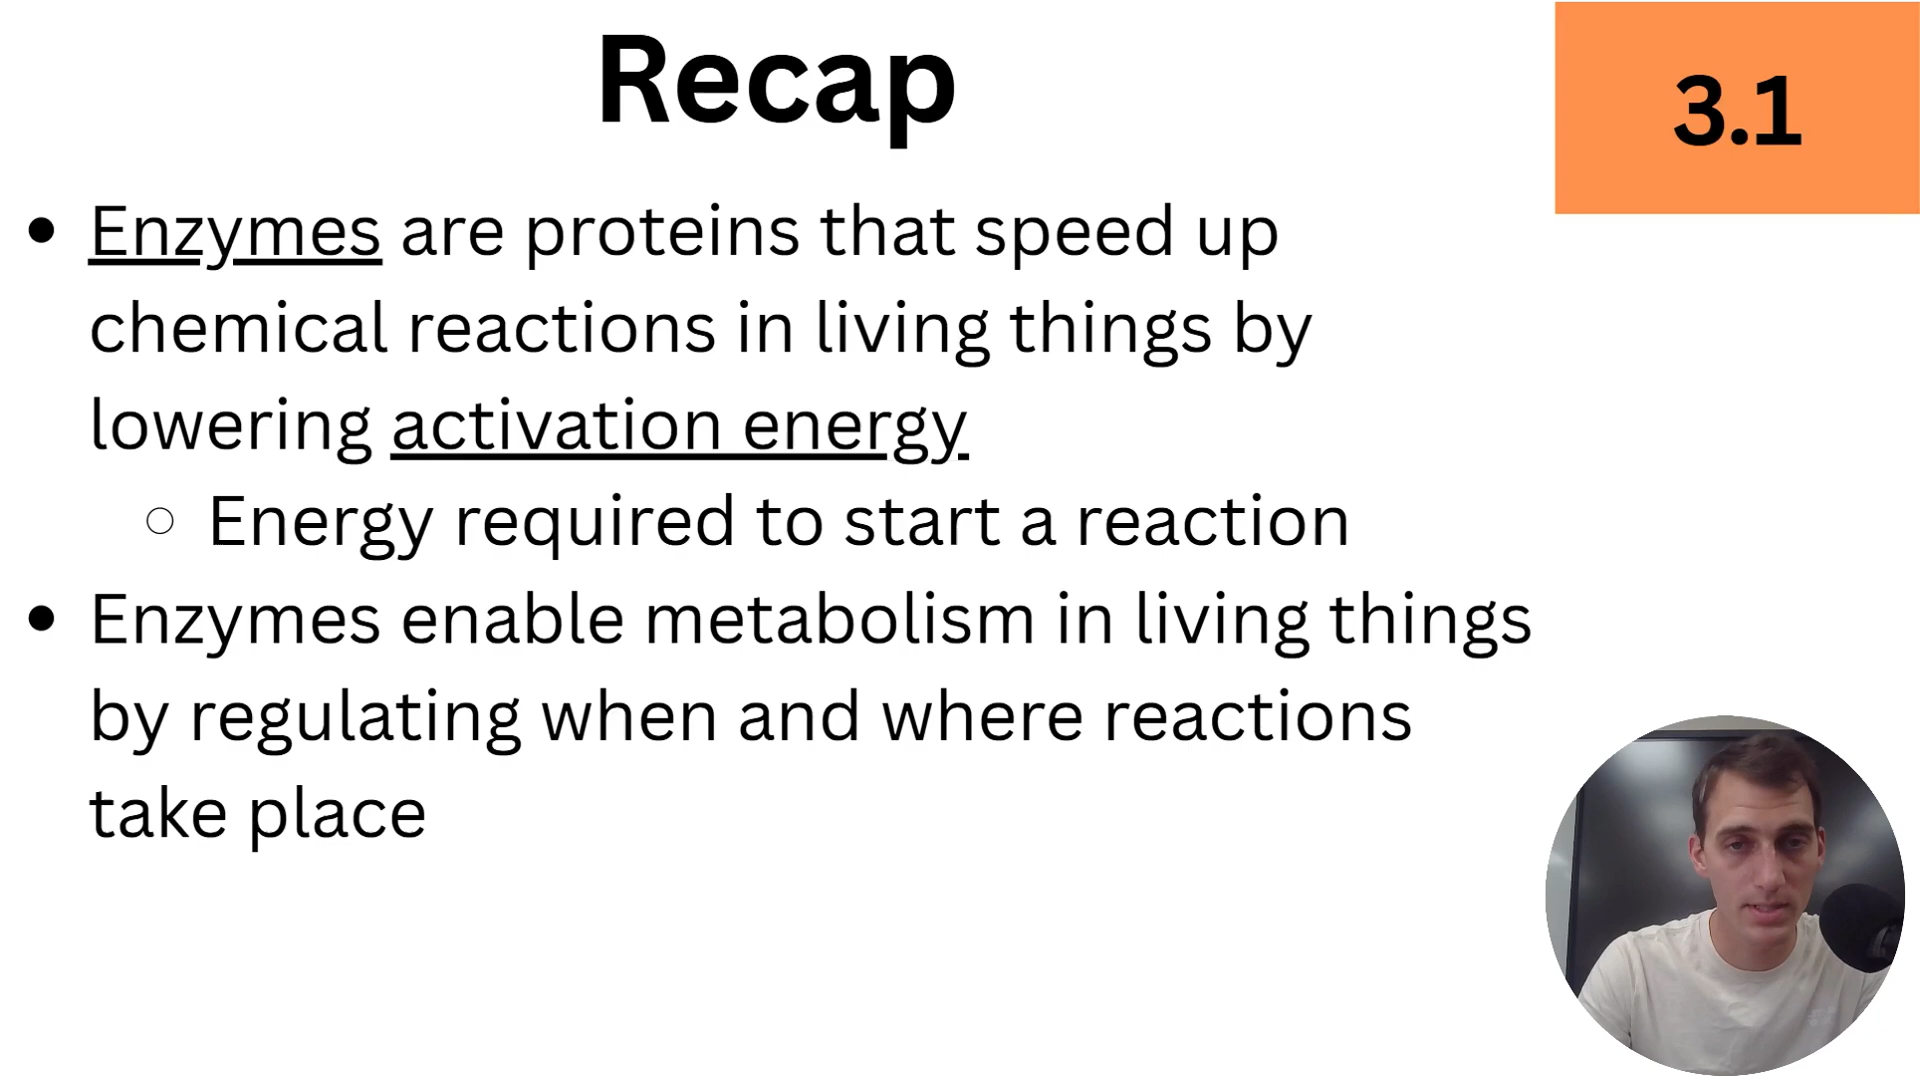 Recap
3.1
• Enzymes are proteins that speed up
chemical reactions in living things by
lowering activation energy
○ Energy required to start a reaction
• Enzymes enable metabolism in living things
by regulating when and where reactions
take place